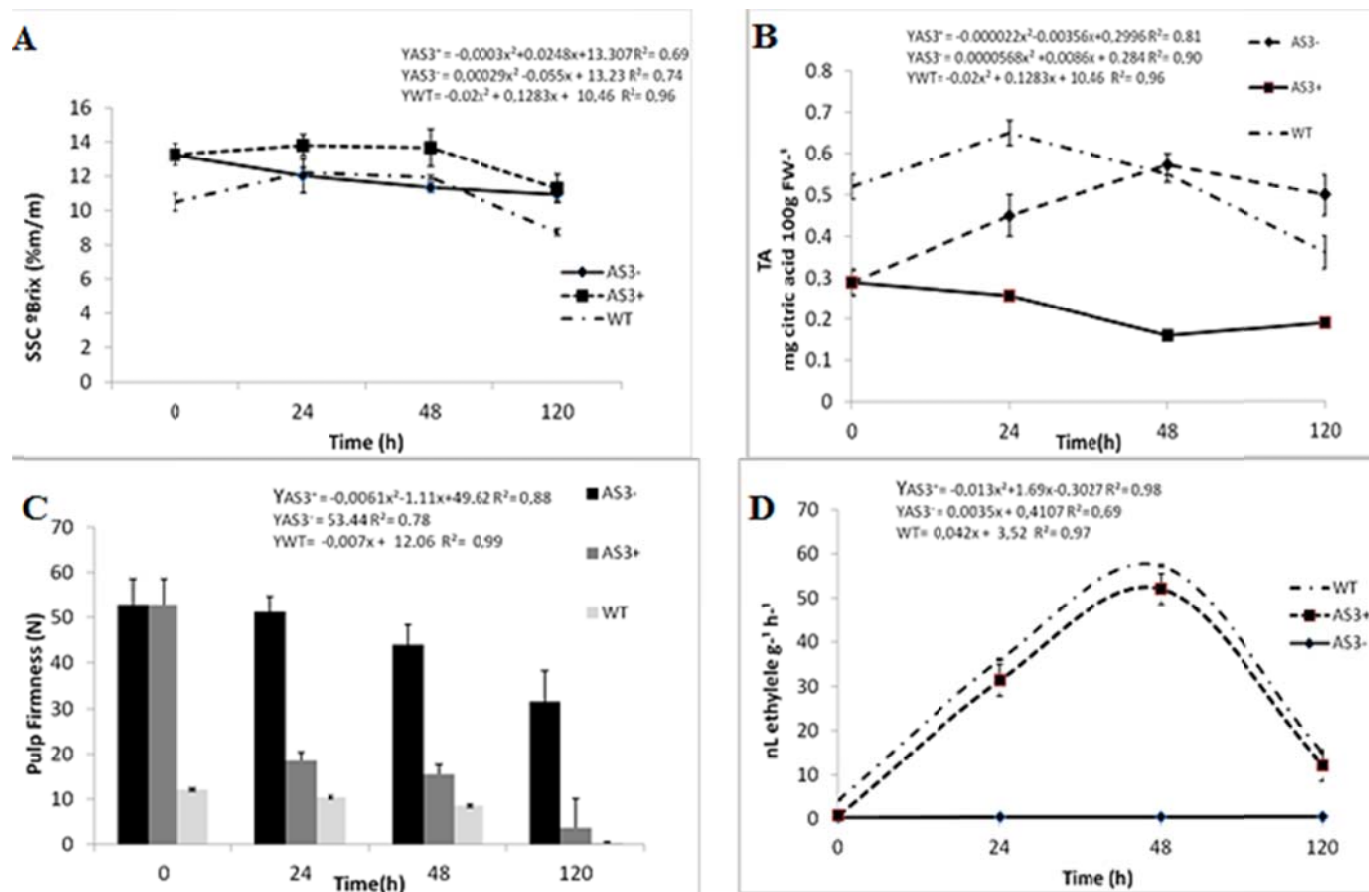 A
YAS3⁺ = -0,0003x²+0.0248x+13.307R²= 0.69
YAS3⁻ = 0,00029x² -0.055x + 13.23 R²= 0.74
YWT= -0.02x² + 0,1283x + 10,46 R²= 0,96
SSC ºBrix (%m/m)
16
14
12
10
8
6
4
2
0
0 24 48 120
Time (h)
AS3-
AS3+
WT
B
YAS3⁺ = -0.000022x²-0.00356x+0,2996R²= 0.81
YAS3⁻= 0.0000568x² +0,0086x + 0.284 R²= 0.90
YWT= -0.02x² + 0.1283x + 10.46 R²= 0,96
AS3-
AS3+
WT
TA
mg citric acid 100g FW-¹
0.8
0.7
0.6
0.5
0.4
0.3
0.2
0.1
0
0 24 48 120
Time(h)
C
YAS3⁺ = -0,0061x²-1.11x+49.62 R²= 0,88
YAS3⁻ = 53.44 R²= 0.78
YWT= -0,007x + 12.06 R²= 0,99
AS3-
AS3+
WT
Pulp Firmness (N)
70
60
50
40
30
20
10
0
0 24 48 120
Time(h)
D
YAS3⁺ = -0.013x²+1.69x-0.3027 R²= 0.98
YAS3⁻ = 0.0035x + 0,4107 R²= 0,69
WT= 0,042x + 3,52 R²= 0,97
nL ethylele g-¹ h-¹
70
60
50
40
30
20
10
0
0 24 48 120
Time (h)
WT
AS3+
AS3-